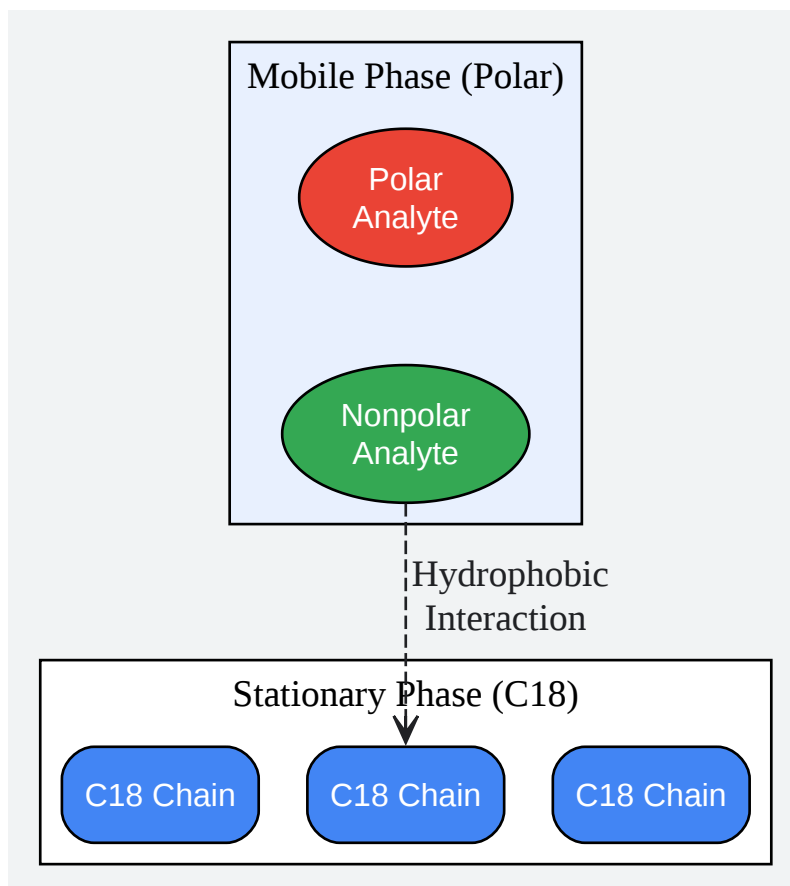 Mobile Phase (Polar)
Polar
Analyte
Nonpolar
Analyte
Hydrophobic
Interaction
Stationary Phase (C18)
C18 Chain
C18 Chain
C18 Chain